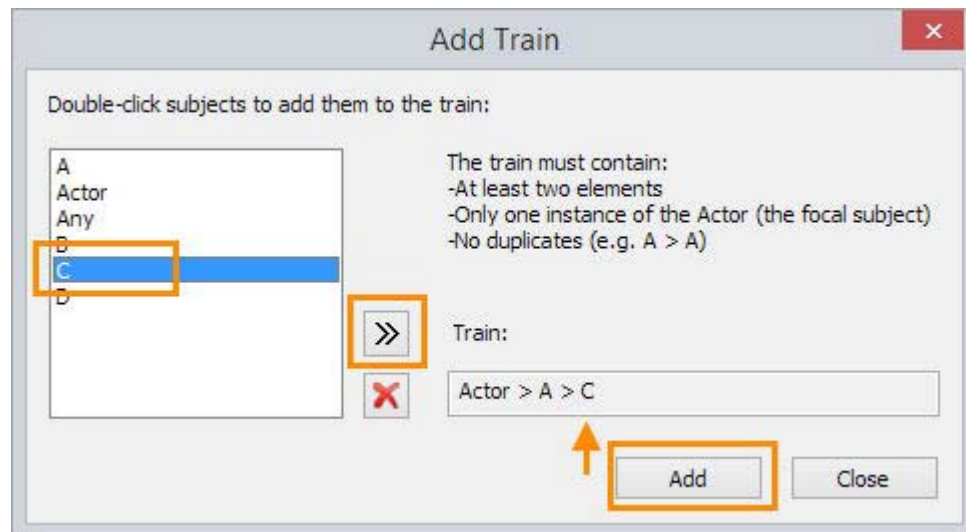 Add Train
Double-click subjects to add them to the train:
A
Actor
Any
B
C
D
The train must contain:
-At least two elements
-Only one instance of the Actor (the focal subject)
-No duplicates (e.g. A > A)
Train:
Actor > A > C
Add
Close